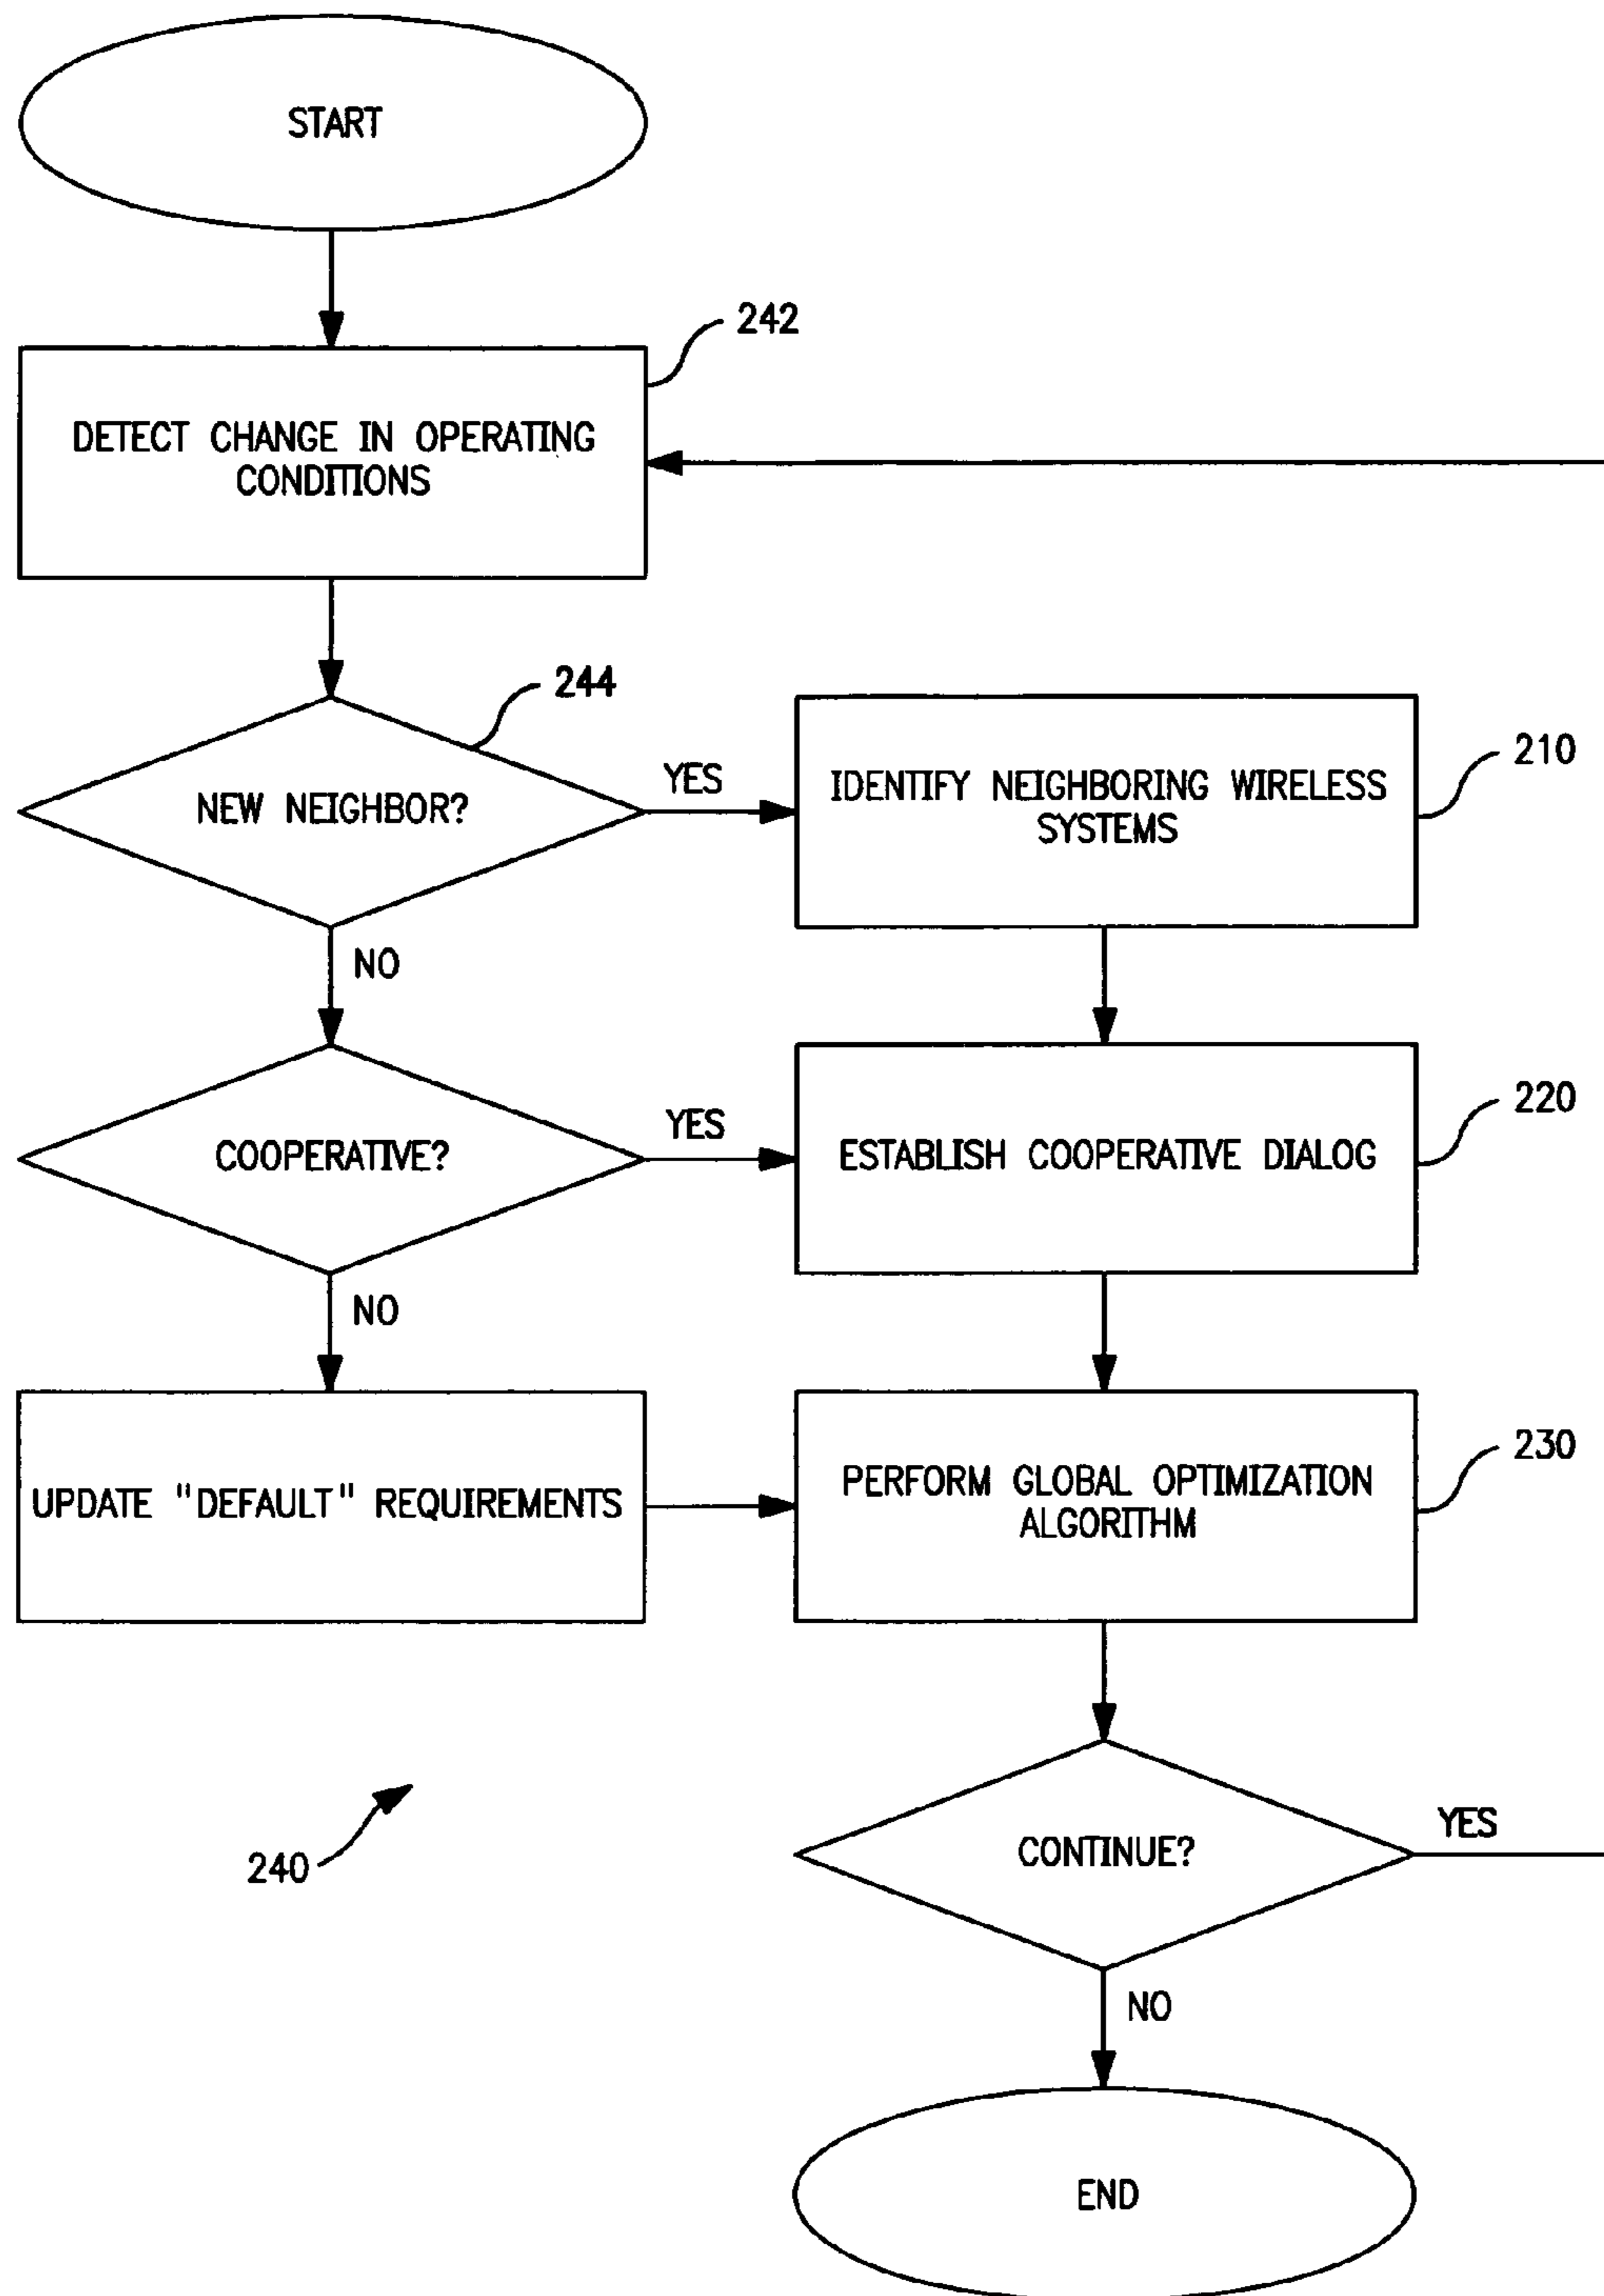 START
242
DETECT CHANGE IN OPERATING
CONDITIONS
244
NEW NEIGHBOR?
YES
IDENTIFY NEIGHBORING WIRELESS
SYSTEMS
210
NO
COOPERATIVE?
YES
ESTABLISH COOPERATIVE DIALOG
220
NO
UPDATE "DEFAULT" REQUIREMENTS
PERFORM GLOBAL OPTIMIZATION
ALGORITHM
230
240
CONTINUE?
YES
NO
END